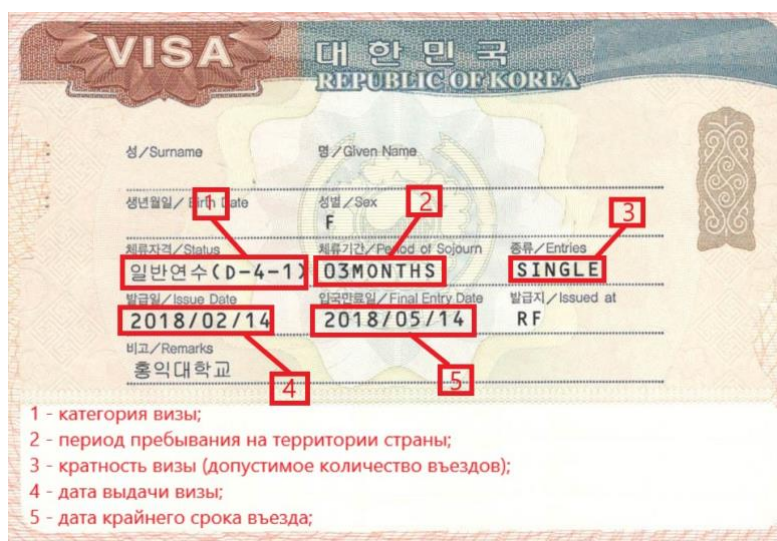 VISA
대한민국
REPUBLIC OF KOREA
성/Surname 명/Given Name
생년월일/Birth Date 성별/Sex
1 2 3
F
체류자격/Status 체류기간/Period of Sojourn 종류/Entries
일반연수(D-4-1) 03MONTHS SINGLE
발급일/Issue Date 입국만료일/Final Entry Date 발급지/Issued at
2018/02/14 2018/05/14 RF
비고/Remarks
홍익대학교
4 5
1 - категория визы;
2 - период пребывания на территории страны;
3 - кратность визы (допустимое количество въездов);
4 - дата выдачи визы;
5 - дата крайнего срока въезда;